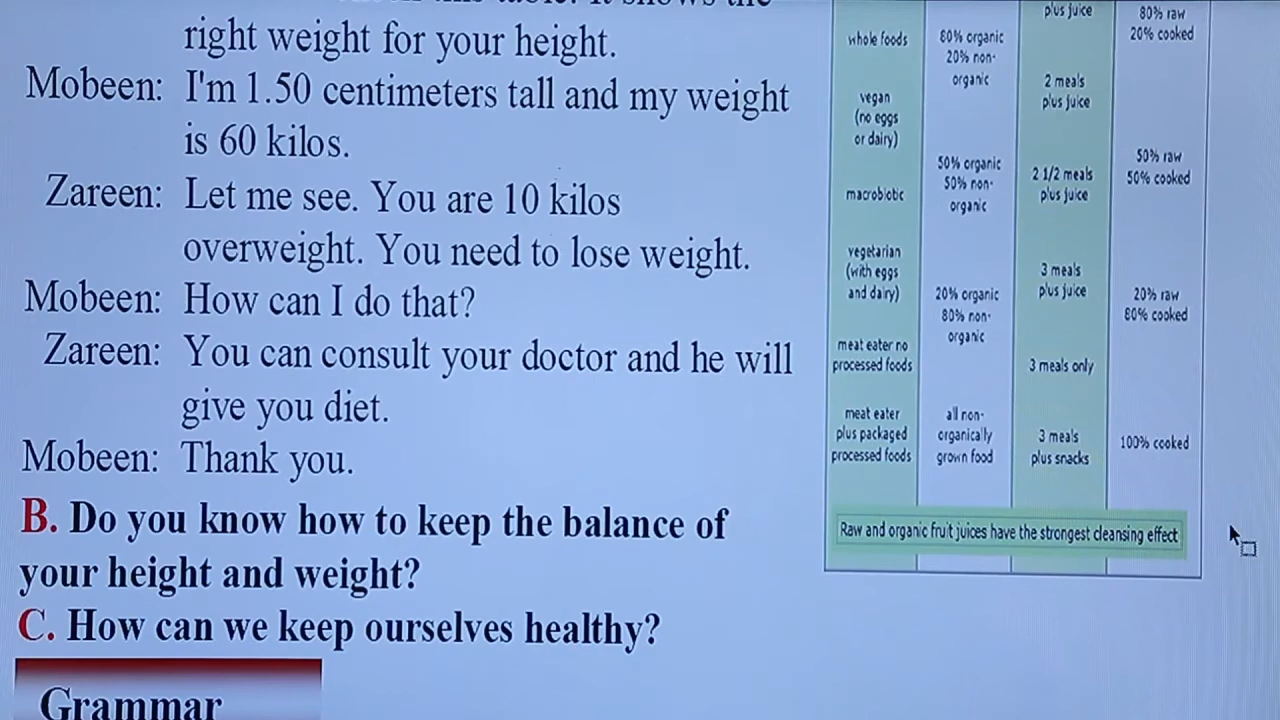 right weight for your height.
Mobeen: I'm 1.50 centimeters tall and my weight
is 60 kilos.
Zareen: Let me see. You are 10 kilos
overweight. You need to lose weight.
Mobeen: How can I do that?
Zareen: You can consult your doctor and he will
give you diet.
Mobeen: Thank you.
B. Do you know how to keep the balance of
your height and weight?
C. How can we keep ourselves healthy?
Grammar
whole foods
vegan
(no eggs
or dairy)
macrobiotic
vegetarian
(with eggs
and dairy)
meat eater no
processed foods
meat eater
plus packaged
processed foods
80% organic
20% non-
organic
50% organic
50% non-
organic
20% organic
80% non-
organic
all non-
organically
grown food
plus juice
2 meals
plus juice
2 1/2 meals
plus juice
3 meals
plus juice
3 meals only
3 meals
plus snacks
80% raw
20% cooked
50% raw
50% cooked
20% raw
80% cooked
100% cooked
Raw and organic fruit juices have the strongest cleansing effect